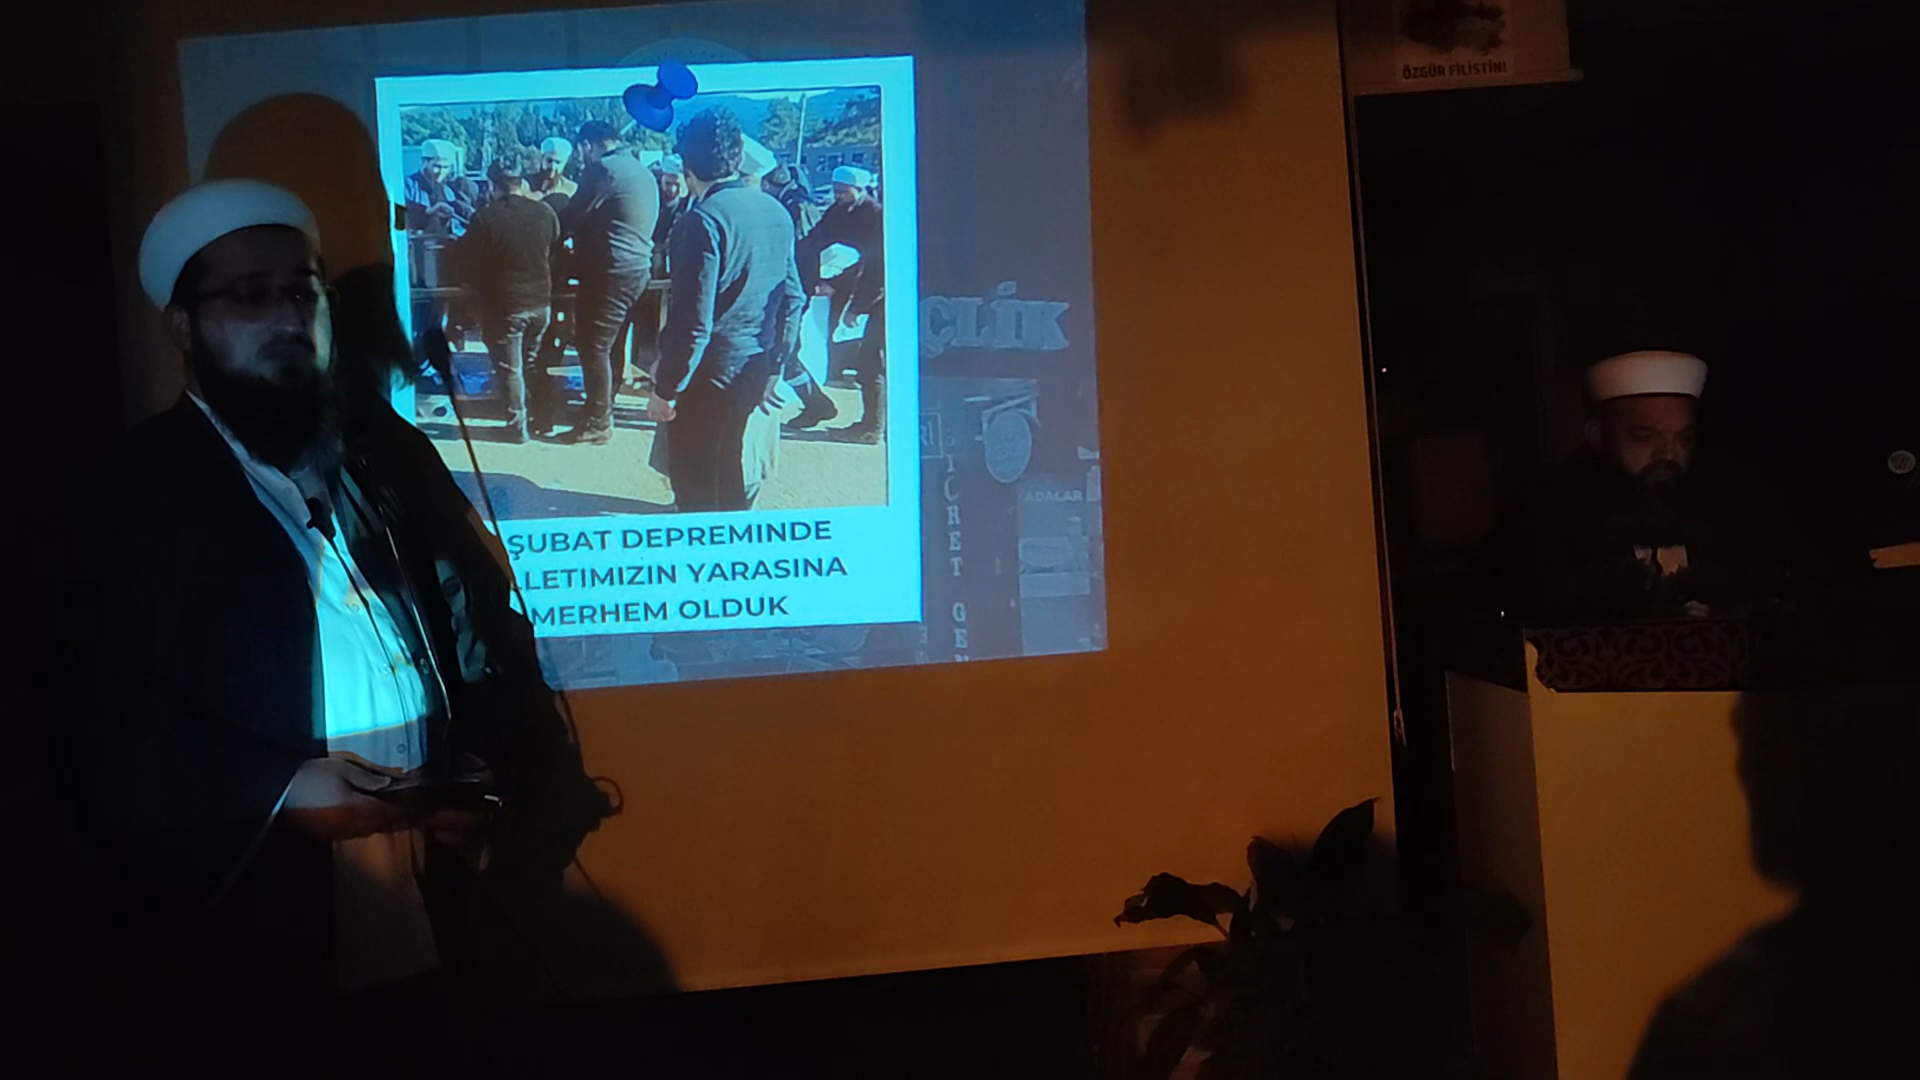 ÖZGÜR FİLİSTİN!
ÇLİK
ADALAR
ŞUBAT DEPREMINDE
LLETIMIZIN YARASINA
MERHEM OLDUK